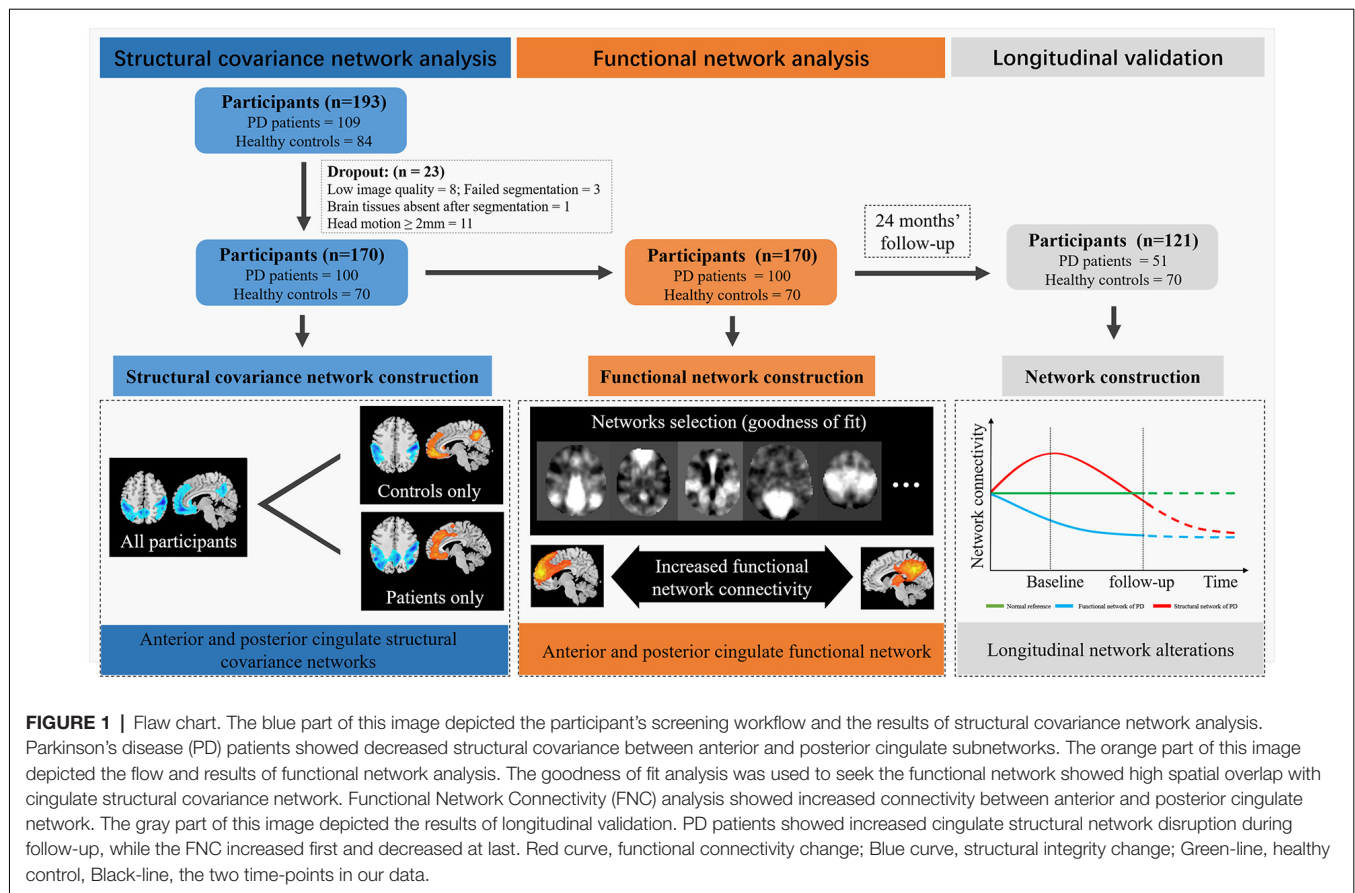 Structural covariance network analysis
Functional network analysis
Longitudinal validation
Participants (n=193)
PD patients = 109
Healthy controls = 84
Dropout: (n = 23)
Low image quality = 8; Failed segmentation = 3
Brain tissues absent after segmentation = 1
Head motion ≥ 2mm = 11
Participants (n=170)
PD patients = 100
Healthy controls = 70
Participants (n=170)
PD patients = 100
Healthy controls = 70
24 months'
follow-up
Participants (n=121)
PD patients = 51
Healthy controls = 70
Structural covariance network construction
Functional network construction
Network construction
All participants
Controls only
Patients only
Networks selection (goodness of fit)
...
Increased functional
network connectivity
Network connectivity
Baseline
follow-up
Time
Normal reference
Functional network of PD
Structural network of PD
Anterior and posterior cingulate structural
covariance networks
Anterior and posterior cingulate functional network
Longitudinal network alterations
FIGURE 1 | Flaw chart. The blue part of this image depicted the participant's screening workflow and the results of structural covariance network analysis.
Parkinson's disease (PD) patients showed decreased structural covariance between anterior and posterior cingulate subnetworks. The orange part of this image
depicted the flow and results of functional network analysis. The goodness of fit analysis was used to seek the functional network showed high spatial overlap with
cingulate structural covariance network. Functional Network Connectivity (FNC) analysis showed increased connectivity between anterior and posterior cingulate
network. The gray part of this image depicted the results of longitudinal validation. PD patients showed increased cingulate structural network disruption during
follow-up, while the FNC increased first and decreased at last. Red curve, functional connectivity change; Blue curve, structural integrity change; Green-line, healthy
control, Black-line, the two time-points in our data.